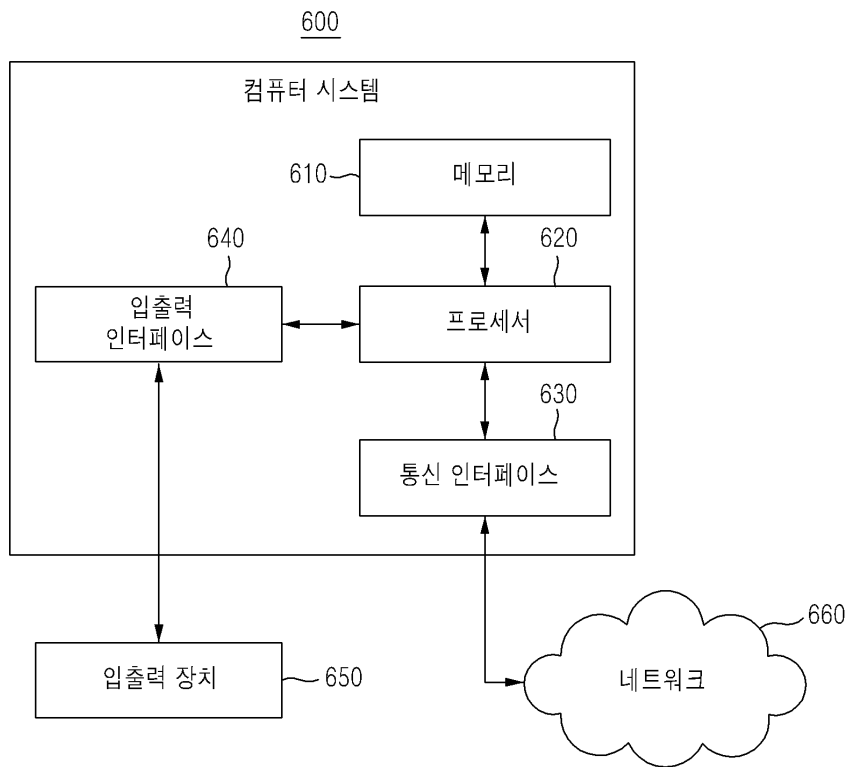 600
컴퓨터 시스템
610
메모리
640
620
입출력
인터페이스
프로세서
630
통신 인터페이스
660
입출력 장치
650
네트워크